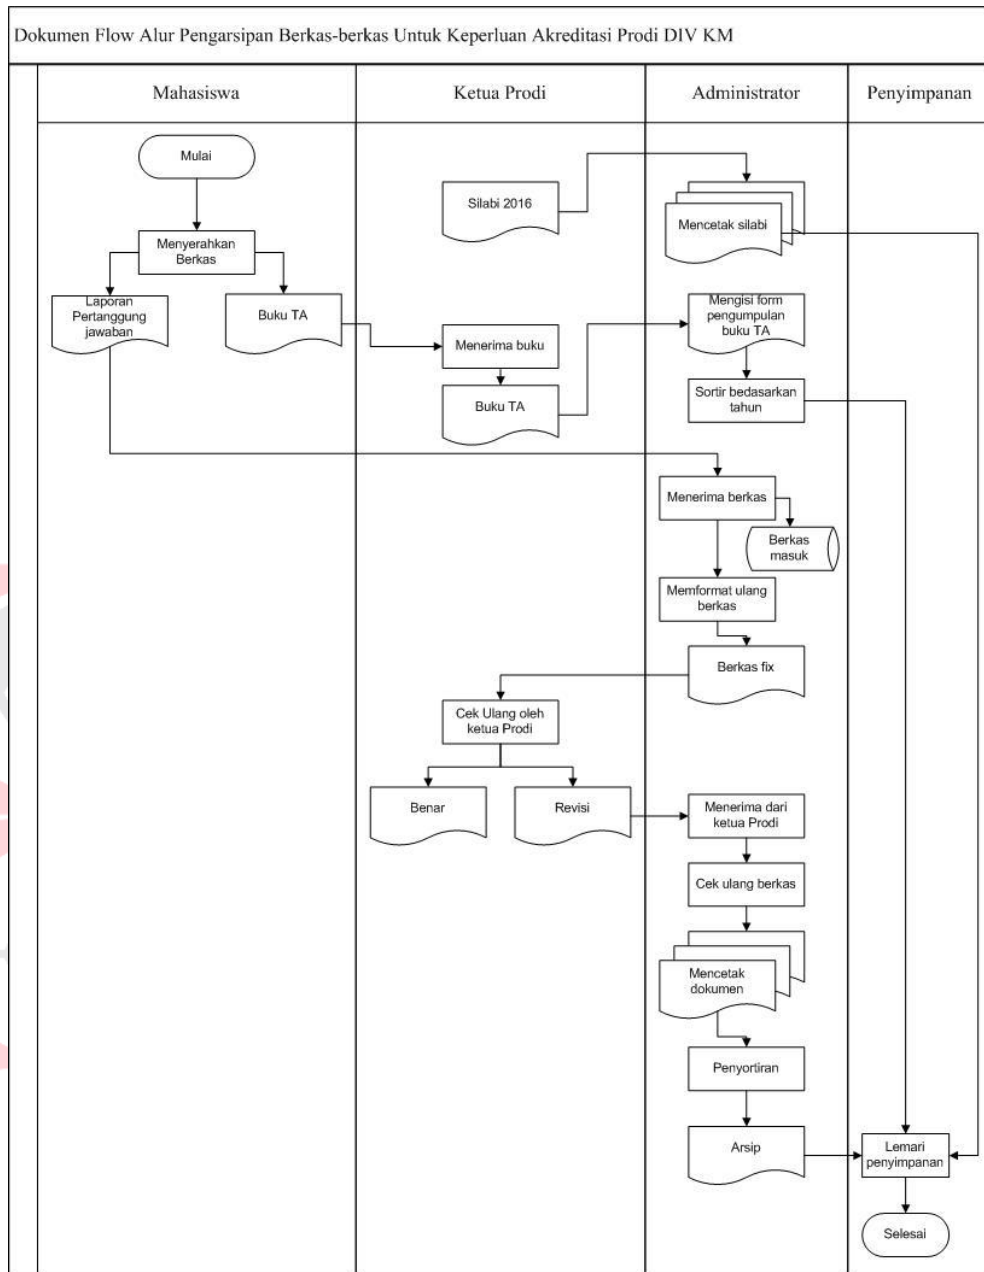 Dokumen Flow Alur Pengarsipan Berkas-berkas Untuk Keperluan Akreditasi Prodi DIV KM
Mahasiswa
Ketua Prodi
Administrator
Penyimpanan
Mulai
Silabi 2016
Mencetak silabi
Menyerahkan
Berkas
Laporan
Pertanggung
jawaban
Buku TA
Mengisi form
pengumpulan
buku TA
Menerima buku
Buku TA
Sortir bedasarkan
tahun
Menerima berkas
Berkas
masuk
Memformat ulang
berkas
Berkas fix
Cek Ulang oleh
ketua Prodi
Benar
Revisi
Menerima dari
ketua Prodi
Cek ulang berkas
Mencetak
dokumen
Penyortiran
Arsip
Lemari
penyimpanan
Selesai